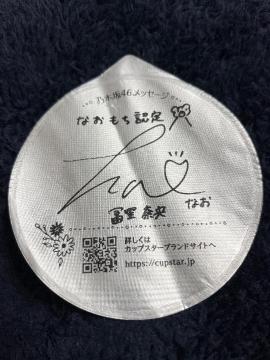 乃木坂46メッセージ
なおもち認定
なお
冨里 奈央
詳しくは
カップスターブランドサイトへ
https://cupstar.jp